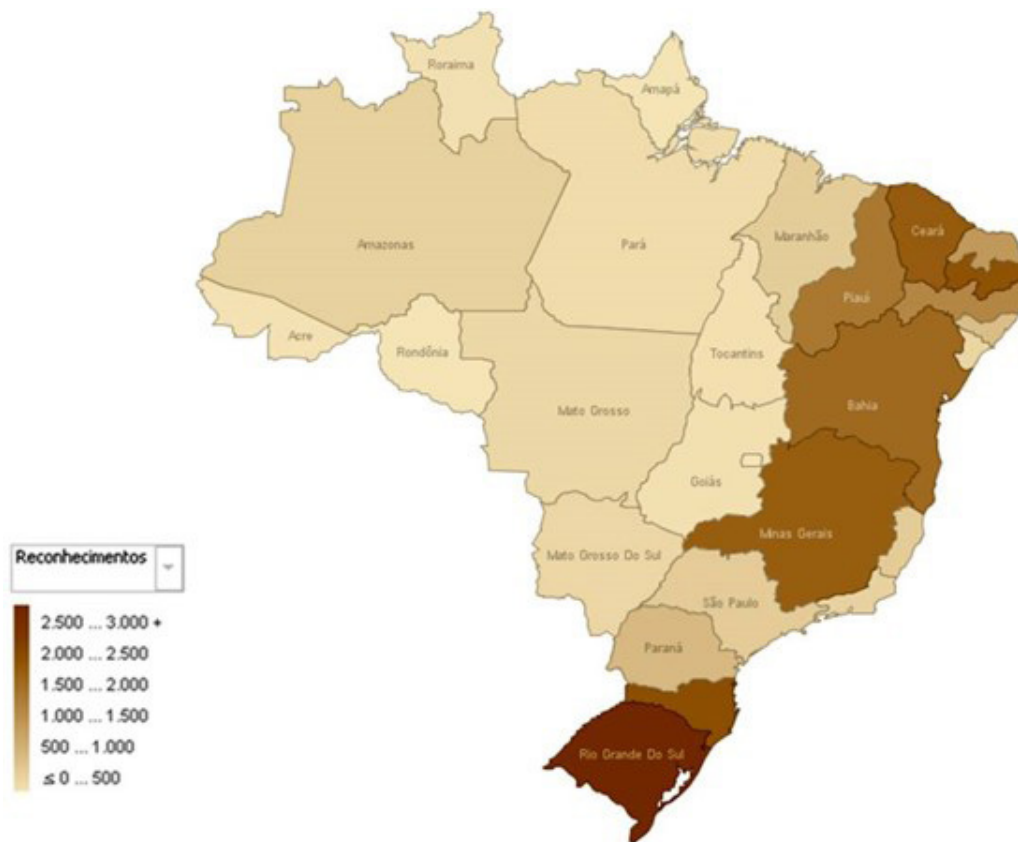 Roraima
Amapá
Amazonas
Pará
Maranhão
Ceará
Piauí
Acre
Rondônia
Tocantins
Mato Grosso
Bahia
Goiás
Minas Gerais
Mato Grosso Do Sul
São Paulo
Paraná
Rio Grande Do Sul
Reconhecimentos
2.500 ... 3.000 +
2.000 ... 2.500
1.500 ... 2.000
1.000 ... 1.500
500 ... 1.000
≤ 0 ... 500